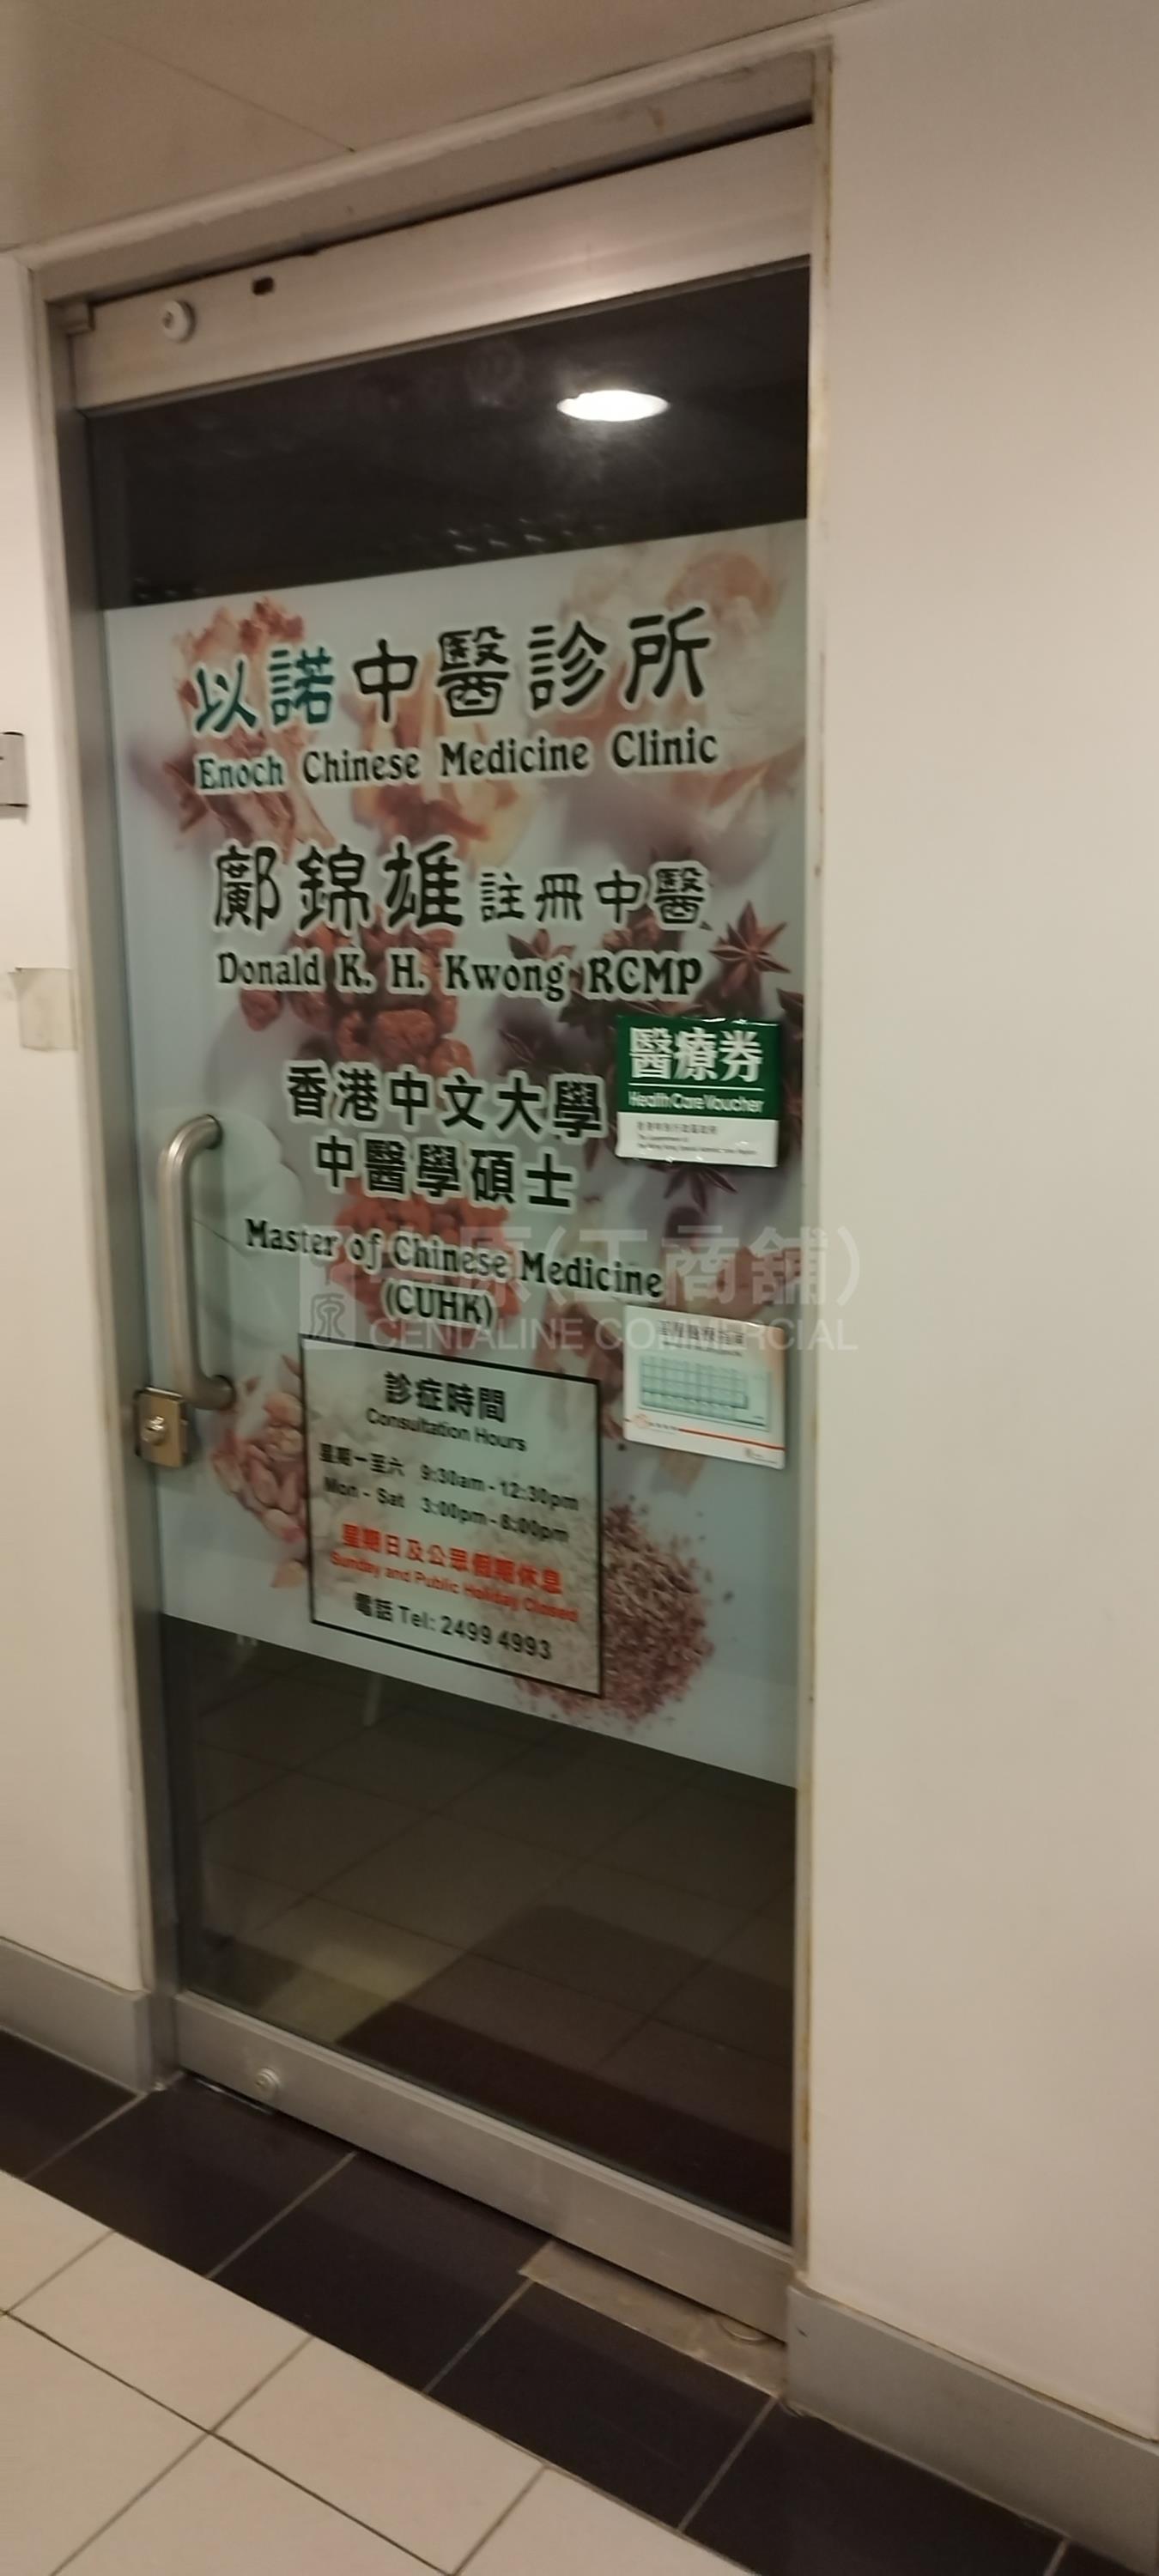 以諾中醫診所
Enoch Chinese Medicine Clinic
鄺錦雄 註冊中醫
Donald K. H. Kwong RCMP
醫療券
Health Care Voucher
香港中文大學
中醫學碩士
Master of Chinese Medicine
(CUHK)
中原(工商舖)
CENTALINE COMMERCIAL
診症時間
Consultation Hours
星期一至六 9:30am - 12:30pm
Mon - Sat 3:00pm - 8:00pm
星期日及公眾假期休息
Sunday and Public Holiday Closed
電話 Tel: 2499 4993